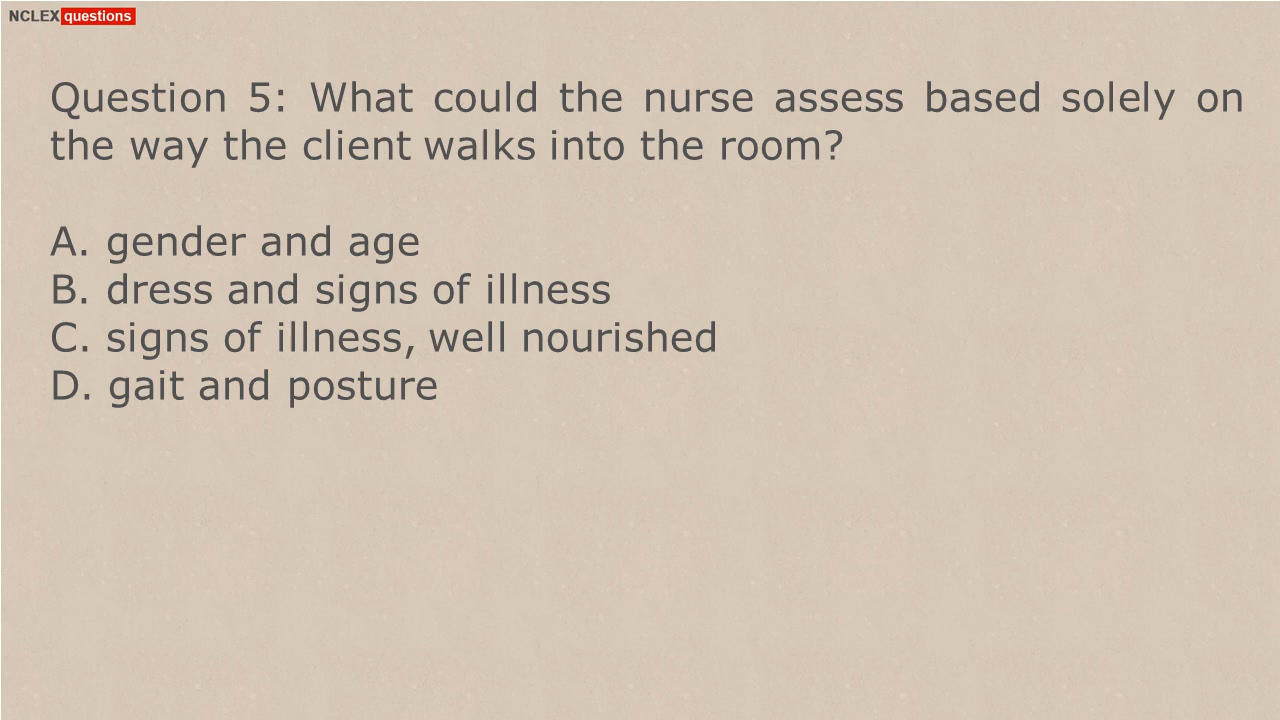 NCLEX questions
Question 5: What could the nurse assess based solely on
the way the client walks into the room?
A. gender and age
B. dress and signs of illness
C. signs of illness, well nourished
D. gait and posture